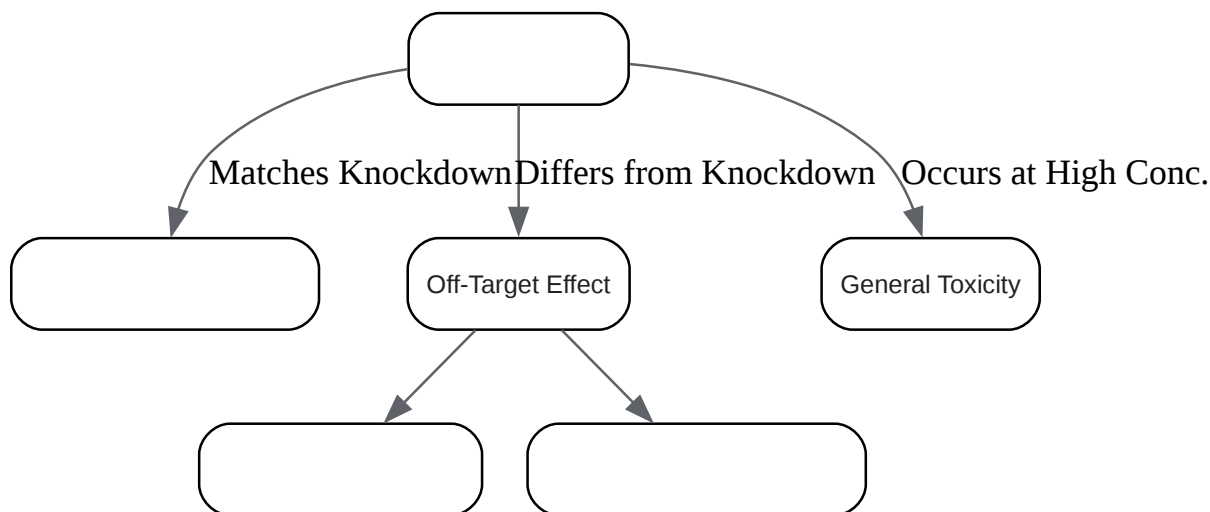 Matches Knockdown
Differs from Knockdown
Occurs at High Conc.
Off-Target Effect
General Toxicity